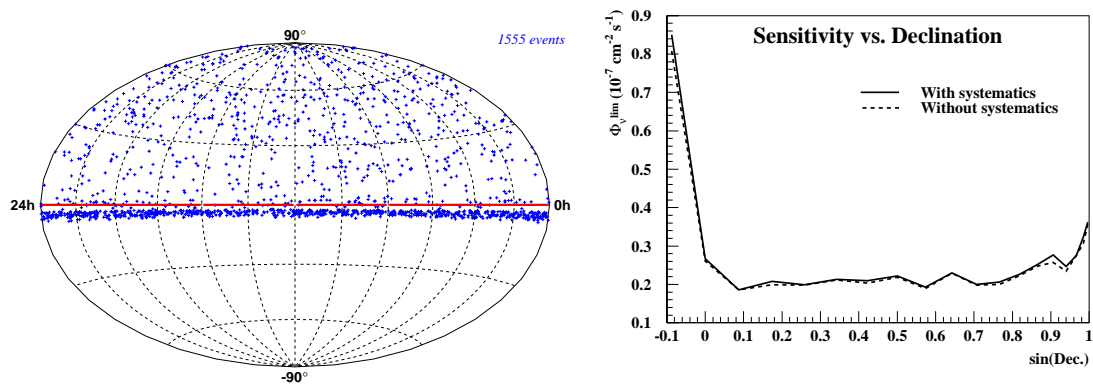 90°
1555 events
24h
0h
-90°
Sensitivity vs. Declination
With systematics
Without systematics
Φν lim (10-7 cm-2 s-1)
0.9
0.8
0.7
0.6
0.5
0.4
0.3
0.2
0.1
-0.1 0 0.1 0.2 0.3 0.4 0.5 0.6 0.7 0.8 0.9 1
sin(Dec.)